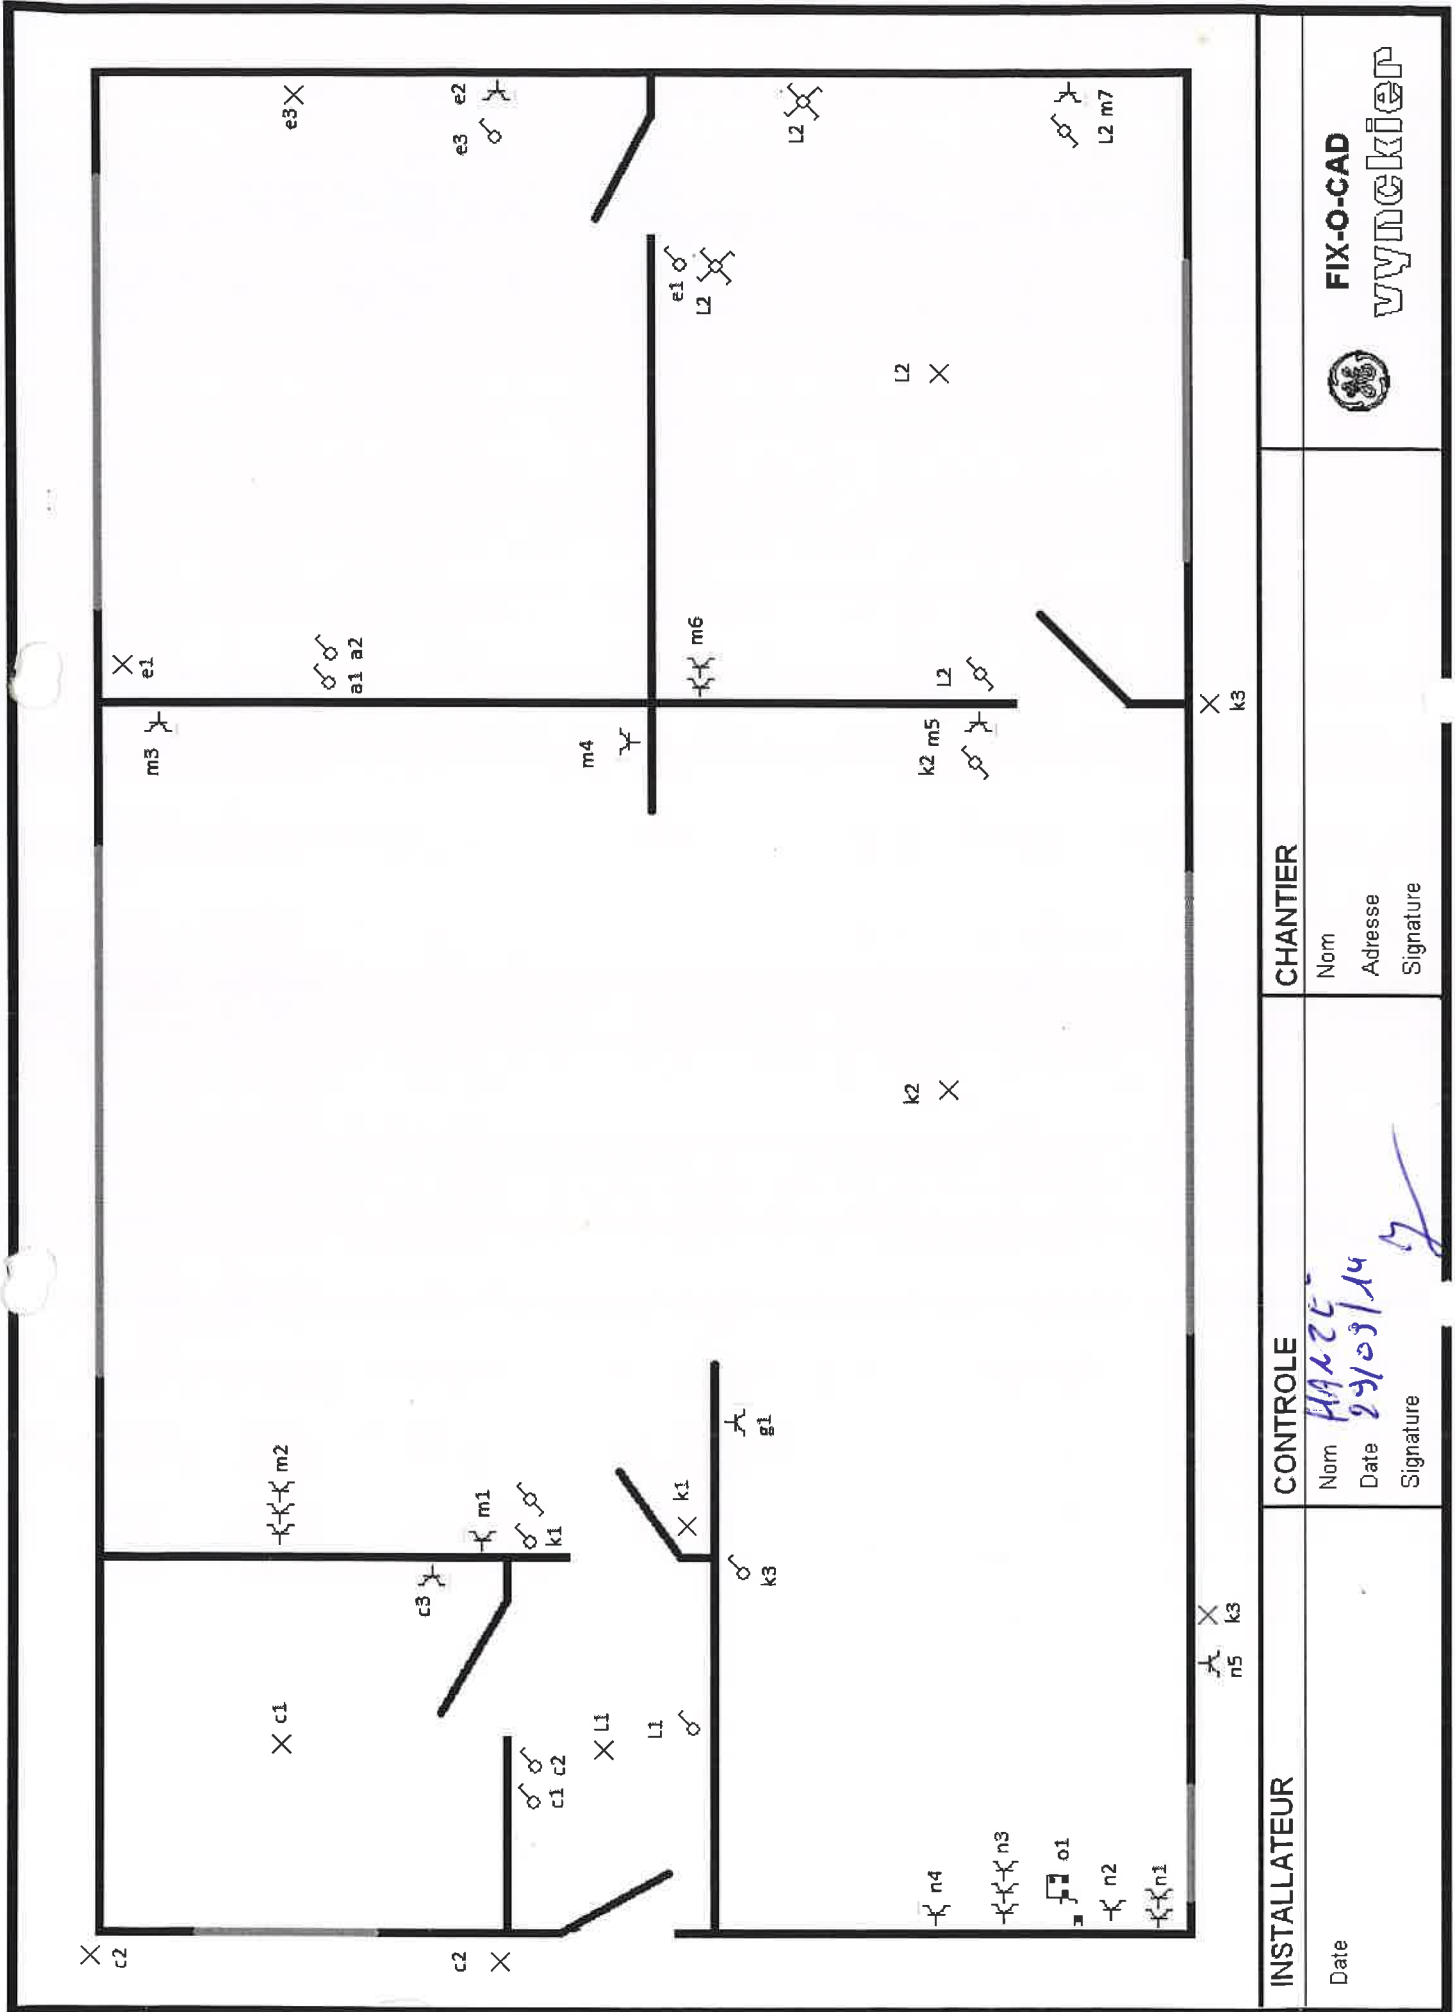 c2
m3
e1
c1
m2
e3
a1 a2
c3
c2
e3
e2
m1
k1
c1 c2
m4
L1
L1
k1
m6
e1
L2
k3
g1
L2
k2
L2
k2 m5
L2
n4
n3
o1
L2 m7
n2
n1
n5
k3
k3
INSTALLATEUR
Date
CONTROLE
Nom
Date
Signature
CHANTIER
Nom
Adresse
Signature
FIX-O-CAD
vynckier